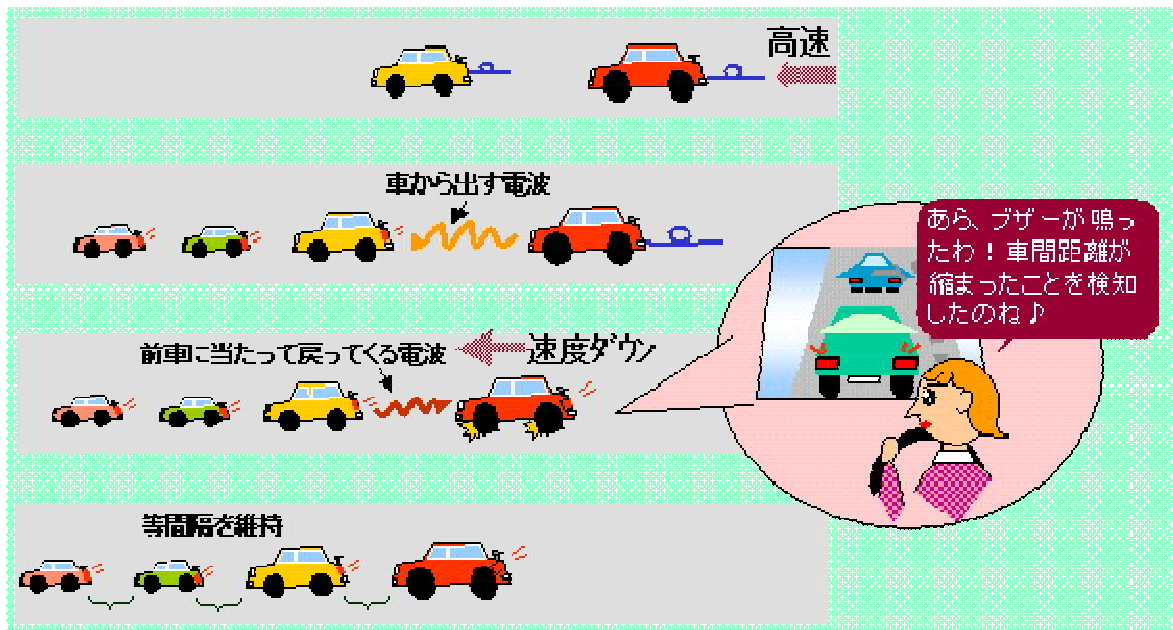 高速
車から出す電波
あら、ブザーが鳴っ
たわ！車間距離が
縮まったことを検知
したのね♪
前車に当たって戻ってくる電波
速度ダウン
等間隔を維持